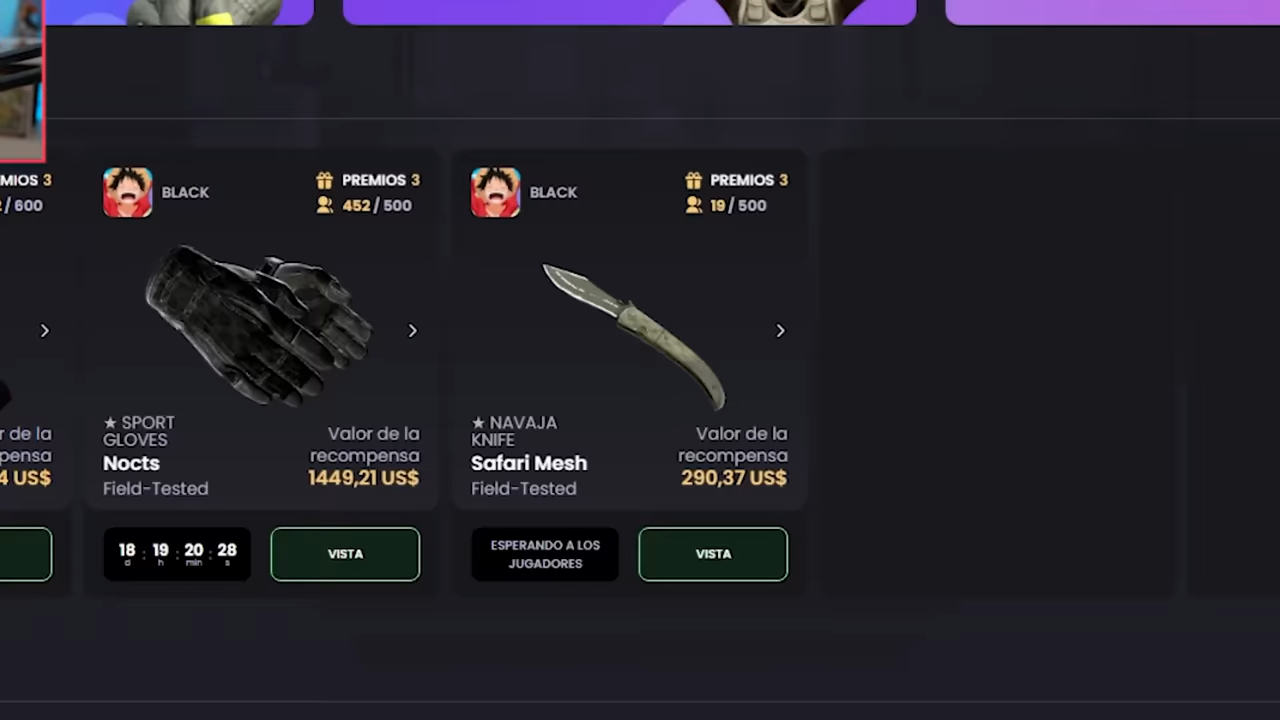 MIOS 3
/ 600
r de la
pensa
4 US$
BLACK
PREMIOS 3
452 / 500
★ SPORT
GLOVES
Nocts
Field-Tested
Valor de la
recompensa
1449,21 US$
18 : 19 : 20 : 28
d h min s
VISTA
BLACK
PREMIOS 3
19 / 500
★ NAVAJA
KNIFE
Safari Mesh
Field-Tested
Valor de la
recompensa
290,37 US$
ESPERANDO A LOS
JUGADORES
VISTA